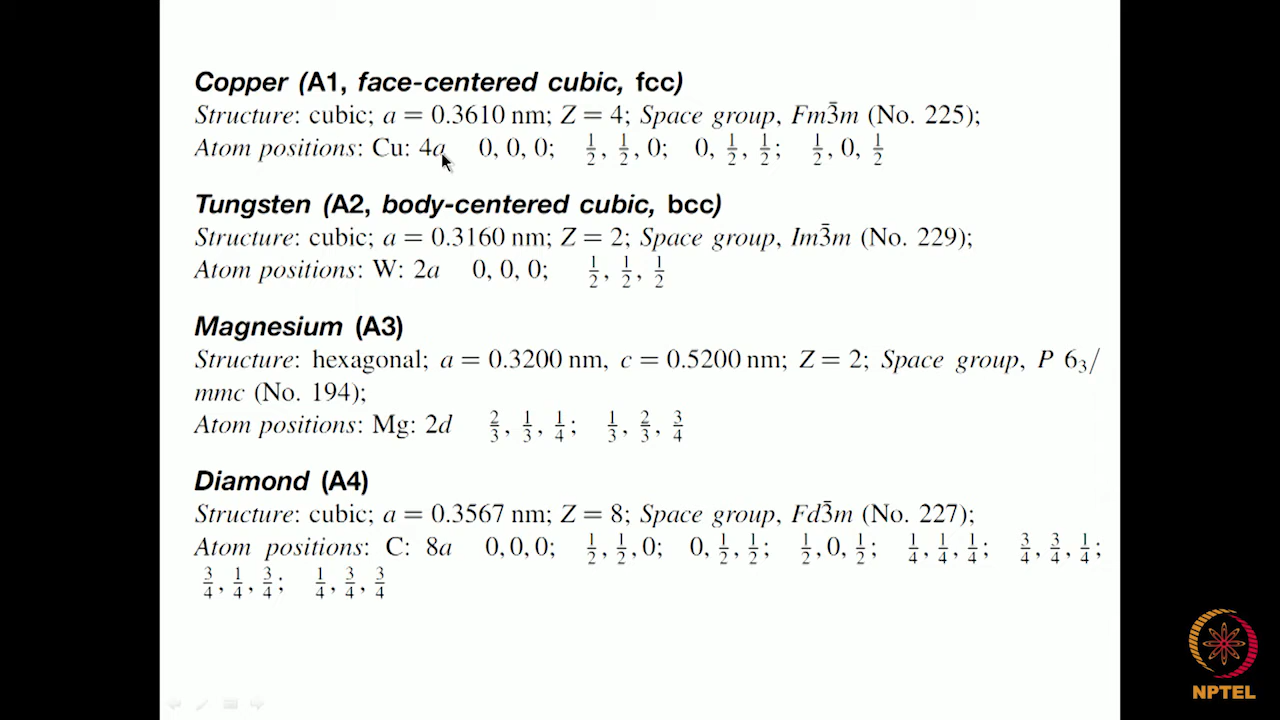 Copper (A1, face-centered cubic, fcc)
Structure: cubic; a = 0.3610 nm; Z = 4; Space group, Fm3̄m (No. 225);
Atom positions: Cu: 4a 0, 0, 0; 1/2, 1/2, 0; 0, 1/2, 1/2; 1/2, 0, 1/2
Tungsten (A2, body-centered cubic, bcc)
Structure: cubic; a = 0.3160 nm; Z = 2; Space group, Im3̄m (No. 229);
Atom positions: W: 2a 0, 0, 0; 1/2, 1/2, 1/2
Magnesium (A3)
Structure: hexagonal; a = 0.3200 nm, c = 0.5200 nm; Z = 2; Space group, P 6₃/
mmc (No. 194);
Atom positions: Mg: 2d 2/3, 1/3, 1/4; 1/3, 2/3, 3/4
Diamond (A4)
Structure: cubic; a = 0.3567 nm; Z = 8; Space group, Fd3̄m (No. 227);
Atom positions: C: 8a 0,0,0; 1/2,1/2,0; 0,1/2,1/2; 1/2,0,1/2; 1/4,1/4,1/4; 3/4,3/4,1/4;
3/4,1/4,3/4; 1/4,3/4,3/4
NPTEL